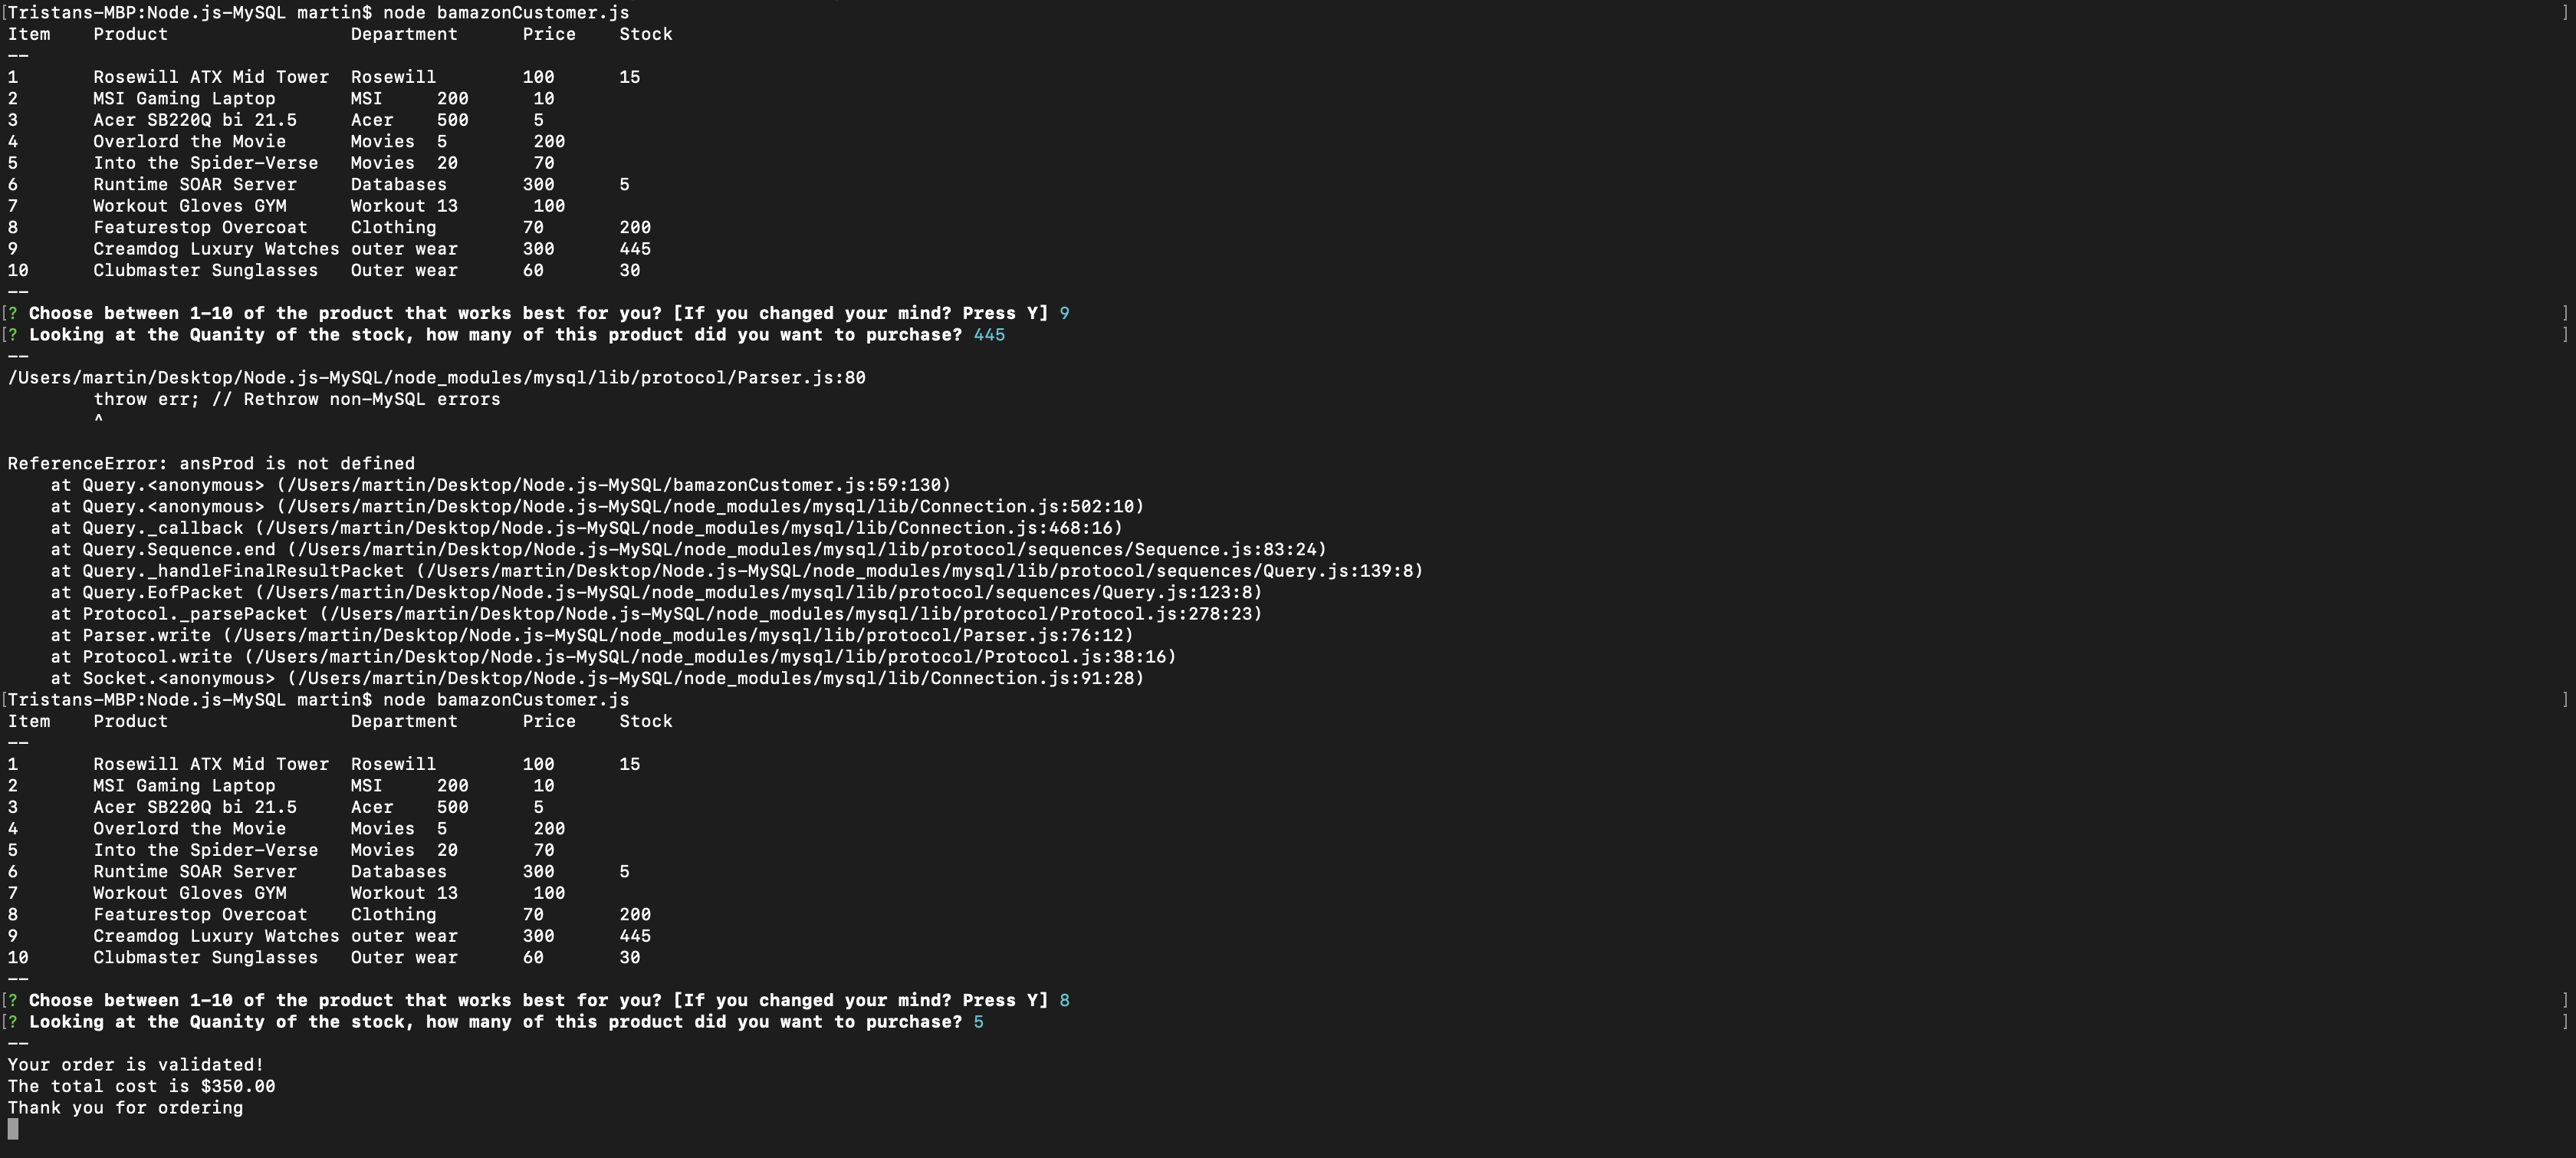 [Tristans-MBP:Node.js-MySQL martin$ node bamazonCustomer.js ]
Item    Product                 Department      Price    Stock
--
1       Rosewill ATX Mid Tower  Rosewill        100      15
2       MSI Gaming Laptop       MSI     200      10
3       Acer SB220Q bi 21.5     Acer    500      5
4       Overlord the Movie      Movies  5        200
5       Into the Spider-Verse   Movies  20       70
6       Runtime SOAR Server     Databases       300      5
7       Workout Gloves GYM      Workout 13       100
8       Featurestop Overcoat    Clothing        70       200
9       Creamdog Luxury Watches outer wear      300      445
10      Clubmaster Sunglasses   Outer wear      60       30
--
[? Choose between 1-10 of the product that works best for you? [If you changed your mind? Press Y] 9 ]
[? Looking at the Quanity of the stock, how many of this product did you want to purchase? 445 ]
--
/Users/martin/Desktop/Node.js-MySQL/node_modules/mysql/lib/protocol/Parser.js:80
        throw err; // Rethrow non-MySQL errors
        ^
ReferenceError: ansProd is not defined
    at Query.<anonymous> (/Users/martin/Desktop/Node.js-MySQL/bamazonCustomer.js:59:130)
    at Query.<anonymous> (/Users/martin/Desktop/Node.js-MySQL/node_modules/mysql/lib/Connection.js:502:10)
    at Query._callback (/Users/martin/Desktop/Node.js-MySQL/node_modules/mysql/lib/Connection.js:468:16)
    at Query.Sequence.end (/Users/martin/Desktop/Node.js-MySQL/node_modules/mysql/lib/protocol/sequences/Sequence.js:83:24)
    at Query._handleFinalResultPacket (/Users/martin/Desktop/Node.js-MySQL/node_modules/mysql/lib/protocol/sequences/Query.js:139:8)
    at Query.EofPacket (/Users/martin/Desktop/Node.js-MySQL/node_modules/mysql/lib/protocol/sequences/Query.js:123:8)
    at Protocol._parsePacket (/Users/martin/Desktop/Node.js-MySQL/node_modules/mysql/lib/protocol/Protocol.js:278:23)
    at Parser.write (/Users/martin/Desktop/Node.js-MySQL/node_modules/mysql/lib/protocol/Parser.js:76:12)
    at Protocol.write (/Users/martin/Desktop/Node.js-MySQL/node_modules/mysql/lib/protocol/Protocol.js:38:16)
    at Socket.<anonymous> (/Users/martin/Desktop/Node.js-MySQL/node_modules/mysql/lib/Connection.js:91:28)
[Tristans-MBP:Node.js-MySQL martin$ node bamazonCustomer.js ]
Item    Product                 Department      Price    Stock
--
1       Rosewill ATX Mid Tower  Rosewill        100      15
2       MSI Gaming Laptop       MSI     200      10
3       Acer SB220Q bi 21.5     Acer    500      5
4       Overlord the Movie      Movies  5        200
5       Into the Spider-Verse   Movies  20       70
6       Runtime SOAR Server     Databases       300      5
7       Workout Gloves GYM      Workout 13       100
8       Featurestop Overcoat    Clothing        70       200
9       Creamdog Luxury Watches outer wear      300      445
10      Clubmaster Sunglasses   Outer wear      60       30
--
[? Choose between 1-10 of the product that works best for you? [If you changed your mind? Press Y] 8 ]
[? Looking at the Quanity of the stock, how many of this product did you want to purchase? 5 ]
--
Your order is validated!
The total cost is $350.00
Thank you for ordering